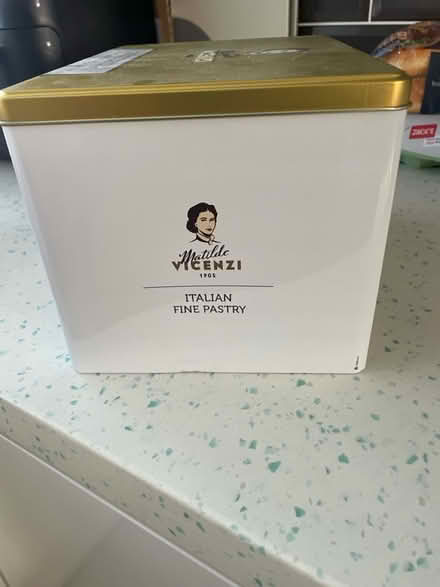 Matilde
VICENZI
1905
ITALIAN
FINE PASTRY